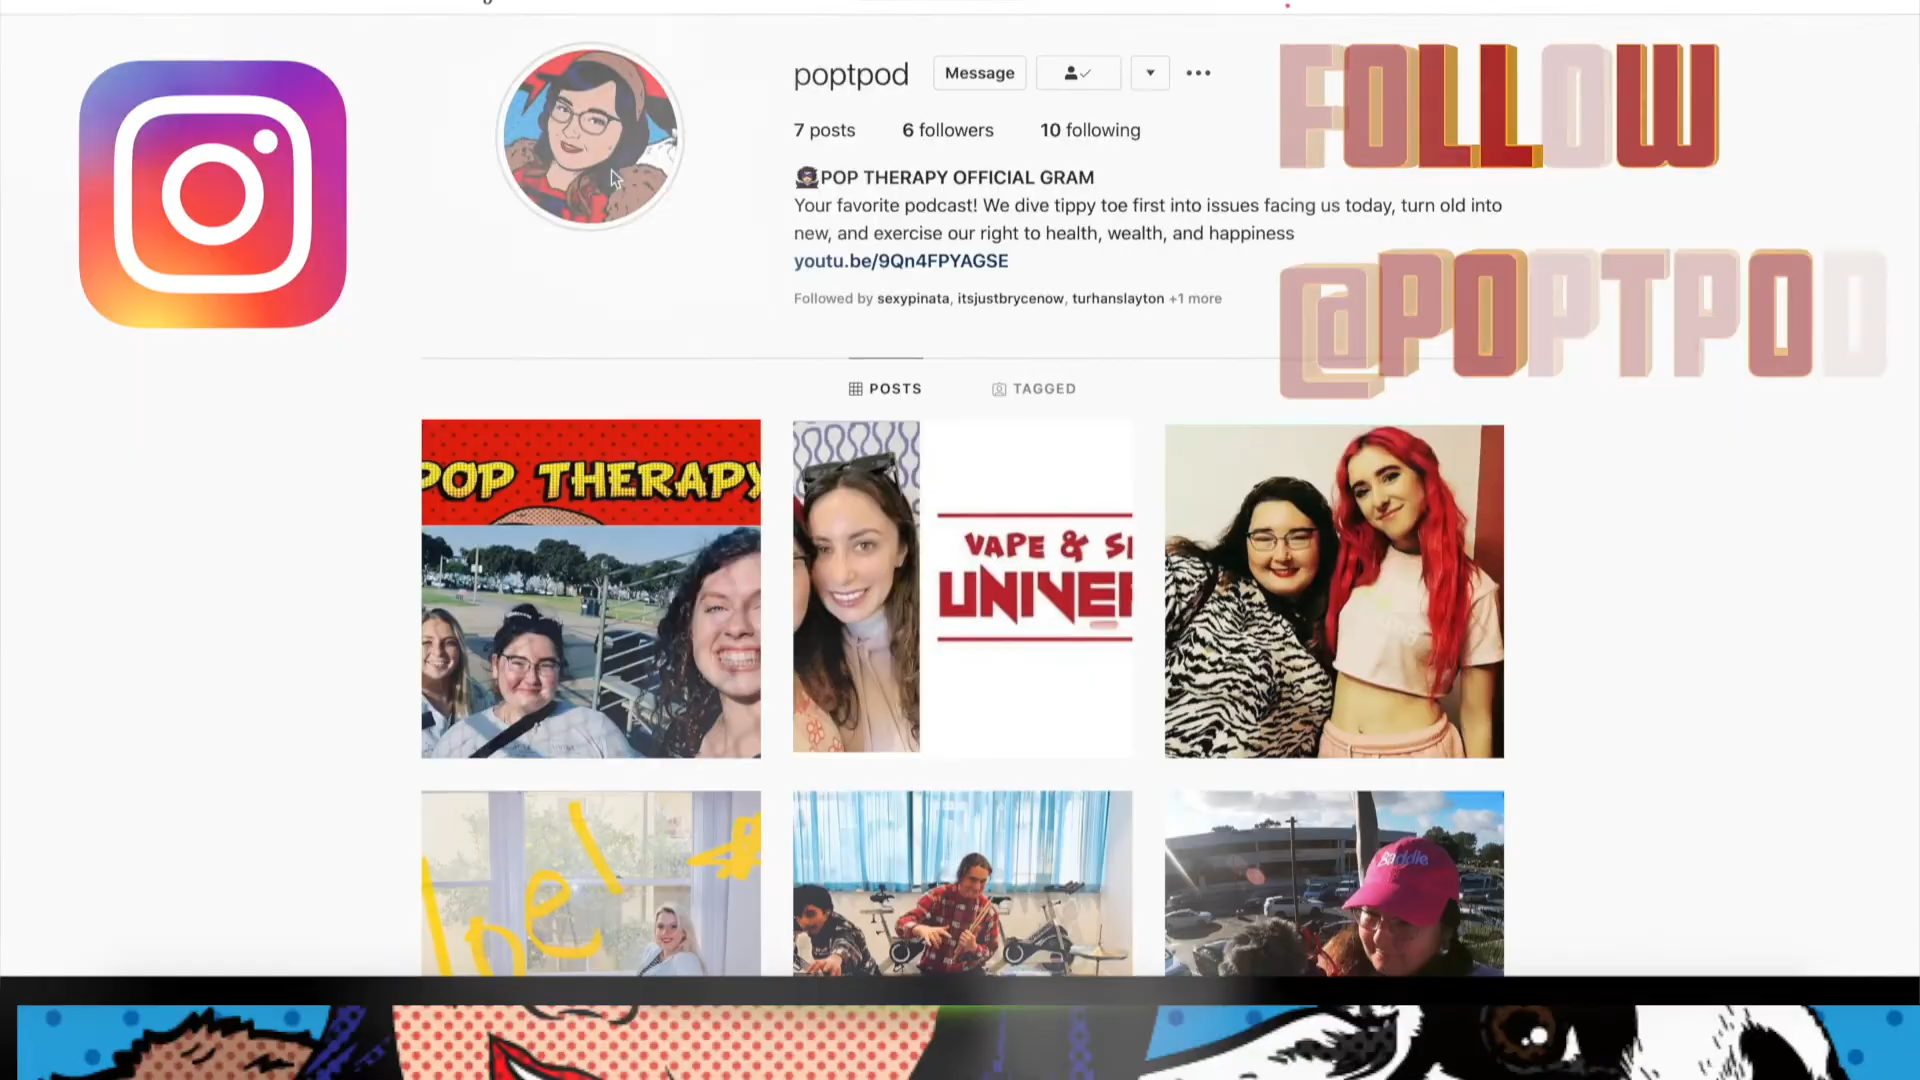 poptpod Message
FOLLOW
7 posts 6 followers 10 following
POP THERAPY OFFICIAL GRAM
Your favorite podcast! We dive tippy toe first into issues facing us today, turn old into
new, and exercise our right to health, wealth, and happiness
youtu.be/9Qn4FPYAGSE
Followed by sexypinata, itsjustbrycenow, turhanslayton +1 more
@POPTPOD
POSTS TAGGED
POP THERAPY
VAPE &
UNIVER
Baddie